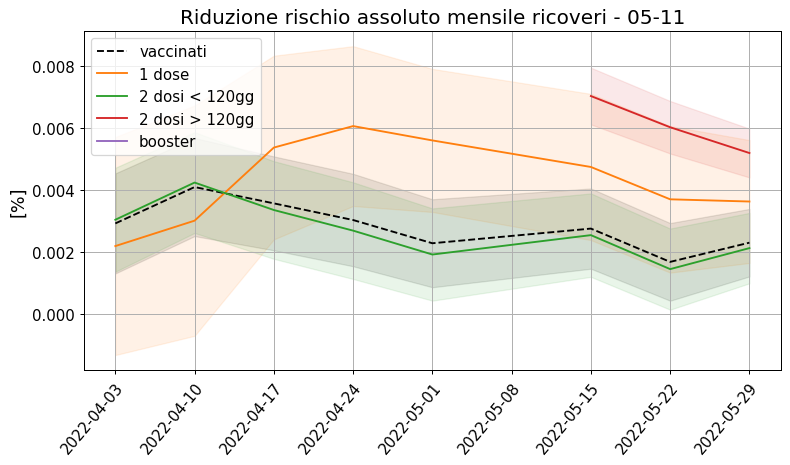 Riduzione rischio assoluto mensile ricoveri - 05-11
vaccinati
1 dose
2 dosi < 120gg
2 dosi > 120gg
booster
[%]
0.008
0.006
0.004
0.002
0.000
2022-04-03
2022-04-10
2022-04-17
2022-04-24
2022-05-01
2022-05-08
2022-05-15
2022-05-22
2022-05-29